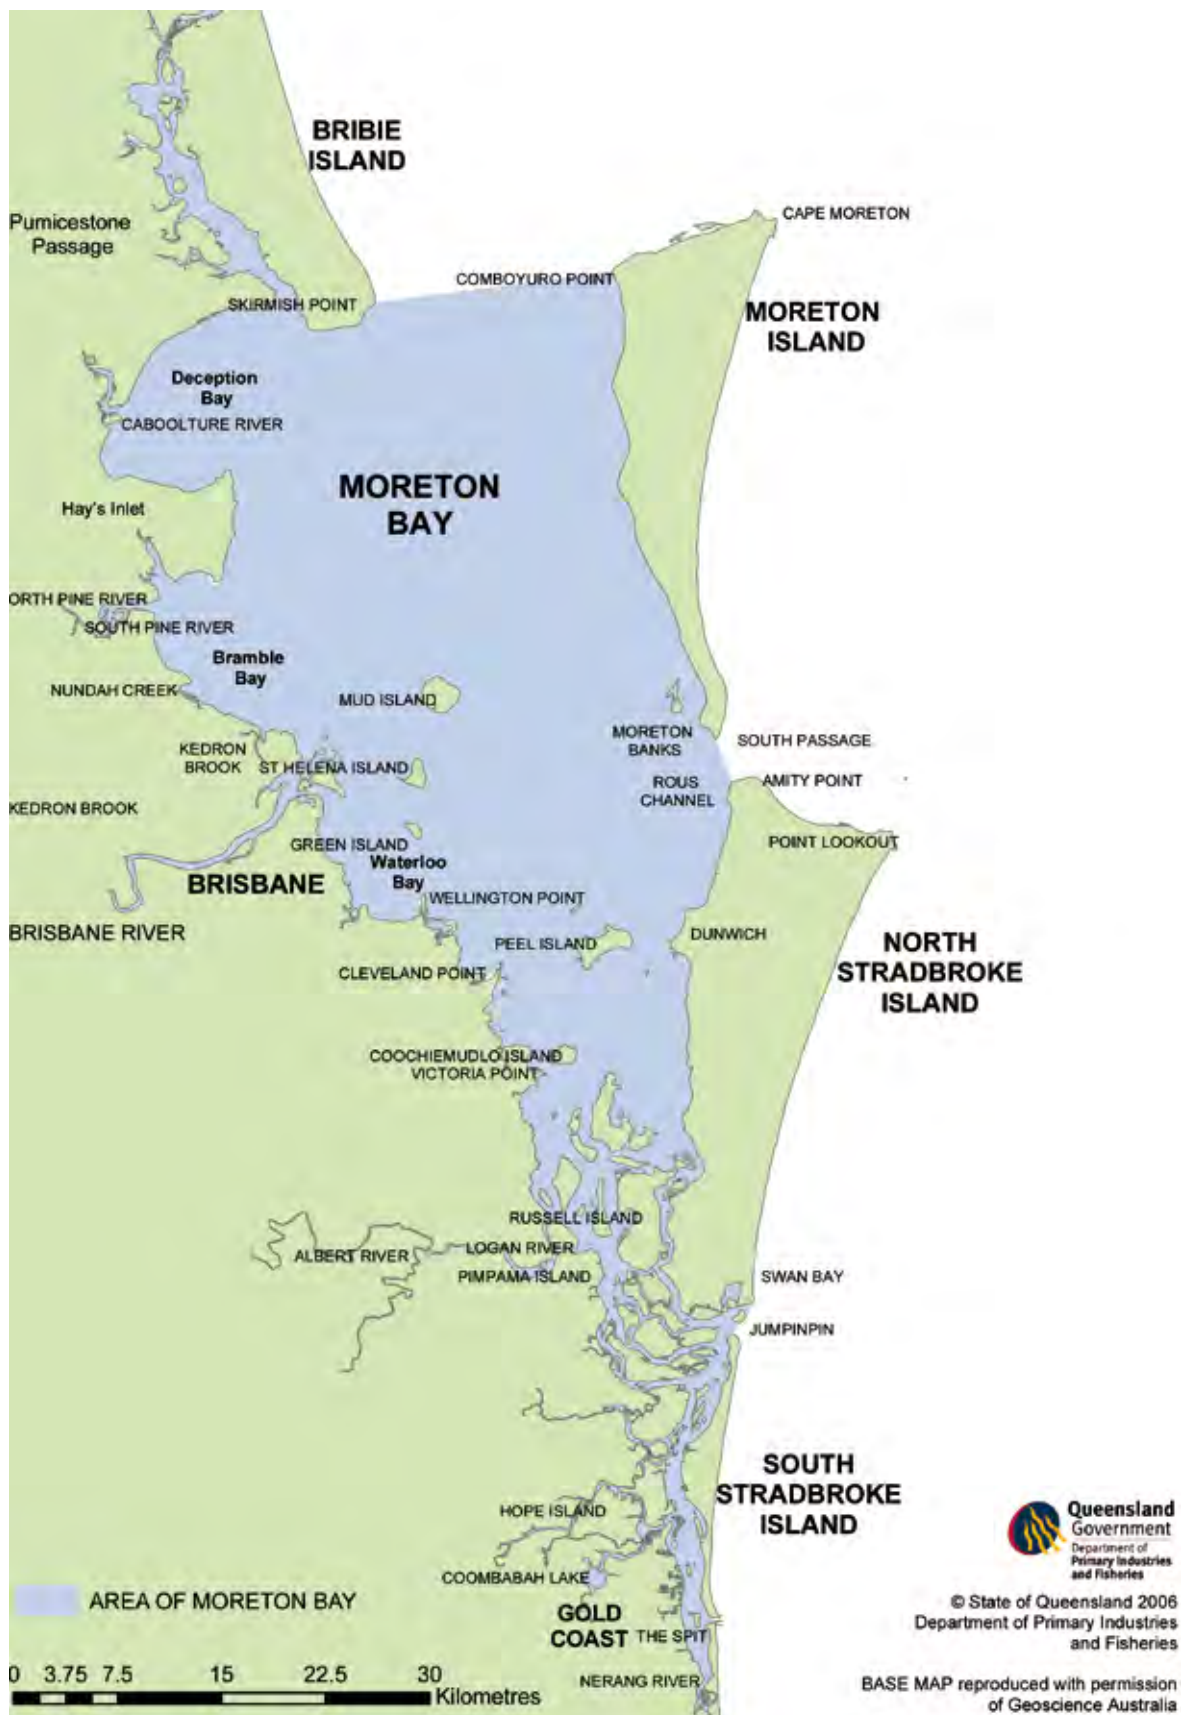 BRIBIE
ISLAND
CAPE MORETON
Pumicestone
Passage
COMBOYURO POINT
SKIRMISH POINT
MORETON
ISLAND
Deception
Bay
CABOOLTURE RIVER
MORETON
BAY
Hay's Inlet
ORTH PINE RIVER
SOUTH PINE RIVER
Bramble
Bay
NUNDAH CREEK
MUD ISLAND
MORETON
BANKS
SOUTH PASSAGE
KEDRON
BROOK
ST HELENA ISLAND
ROUS
CHANNEL
AMITY POINT
KEDRON BROOK
GREEN ISLAND
POINT LOOKOUT
Waterloo
Bay
BRISBANE
WELLINGTON POINT
BRISBANE RIVER
PEEL ISLAND
DUNWICH
NORTH
STRADBROKE
ISLAND
CLEVELAND POINT
COOCHIEMUDLO ISLAND
VICTORIA POINT
RUSSELL ISLAND
LOGAN RIVER
ALBERT RIVER
PIMPAMA ISLAND
SWAN BAY
JUMPINPIN
SOUTH
STRADBROKE
ISLAND
HOPE ISLAND
COOMBABAH LAKE
GOLD
COAST
THE SPIT
NERANG RIVER
AREA OF MORETON BAY
0 3.75 7.5 15 22.5 30
Kilometres
Queensland
Government
Department of
Primary Industries
and Fisheries
© State of Queensland 2006
Department of Primary Industries
and Fisheries
BASE MAP reproduced with permission
of Geoscience Australia